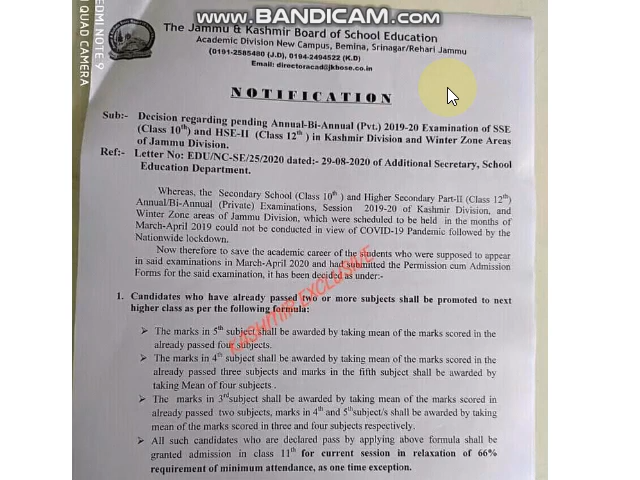 www.BANDICAM.com
REDMI NOTE 9
AI QUAD CAMERA
The Jammu & Kashmir Board of School Education
Academic Division New Campus, Bemina, Srinagar/Rehari Jammu
(0191-2585480 (J.D), 0194-2494522 (K.D)
Email: directoracad@jkbose.co.in
NOTIFICATION
Sub:- Decision regarding pending Annual-Bi-Annual (Pvt.) 2019-20 Examination of SSE
(Class 10th) and HSE-II (Class 12th) in Kashmir Division and Winter Zone Areas
of Jammu Division.
Ref:- Letter No: EDU/NC-SE/25/2020 dated:- 29-08-2020 of Additional Secretary, School
Education Department.
Whereas, the Secondary School (Class 10th) and Higher Secondary Part-II (Class 12th)
Annual/Bi-Annual (Private) Examinations, Session 2019-20 of Kashmir Division, and
Winter Zone areas of Jammu Division, which were scheduled to be held in the months of
March-April 2019 could not be conducted in view of COVID-19 Pandemic followed by the
Nationwide lockdown.
Now therefore to save the academic career of the students who were supposed to appear
in said examinations in March-April 2020 and had submitted the Permission cum Admission
Forms for the said examination, it has been decided as under:-
KASHMIR EXCLUSIVE
1. Candidates who have already passed two or more subjects shall be promoted to next
higher class as per the following formula:
➢ The marks in 5th subject shall be awarded by taking mean of the marks scored in the
already passed four subjects.
➢ The marks in 4th subject shall be awarded by taking mean of the marks scored in the
already passed three subjects and marks in the fifth subject shall be awarded by
taking Mean of four subjects .
➢ The marks in 3rdsubject shall be awarded by taking mean of the marks scored in
already passed two subjects, marks in 4th and 5thsubject/s shall be awarded by taking
mean of the marks scored in three and four subjects respectively.
➢ All such candidates who are declared pass by applying above formula shall be
granted admission in class 11th for current session in relaxation of 66%
requirement of minimum attendance, as one time exception.